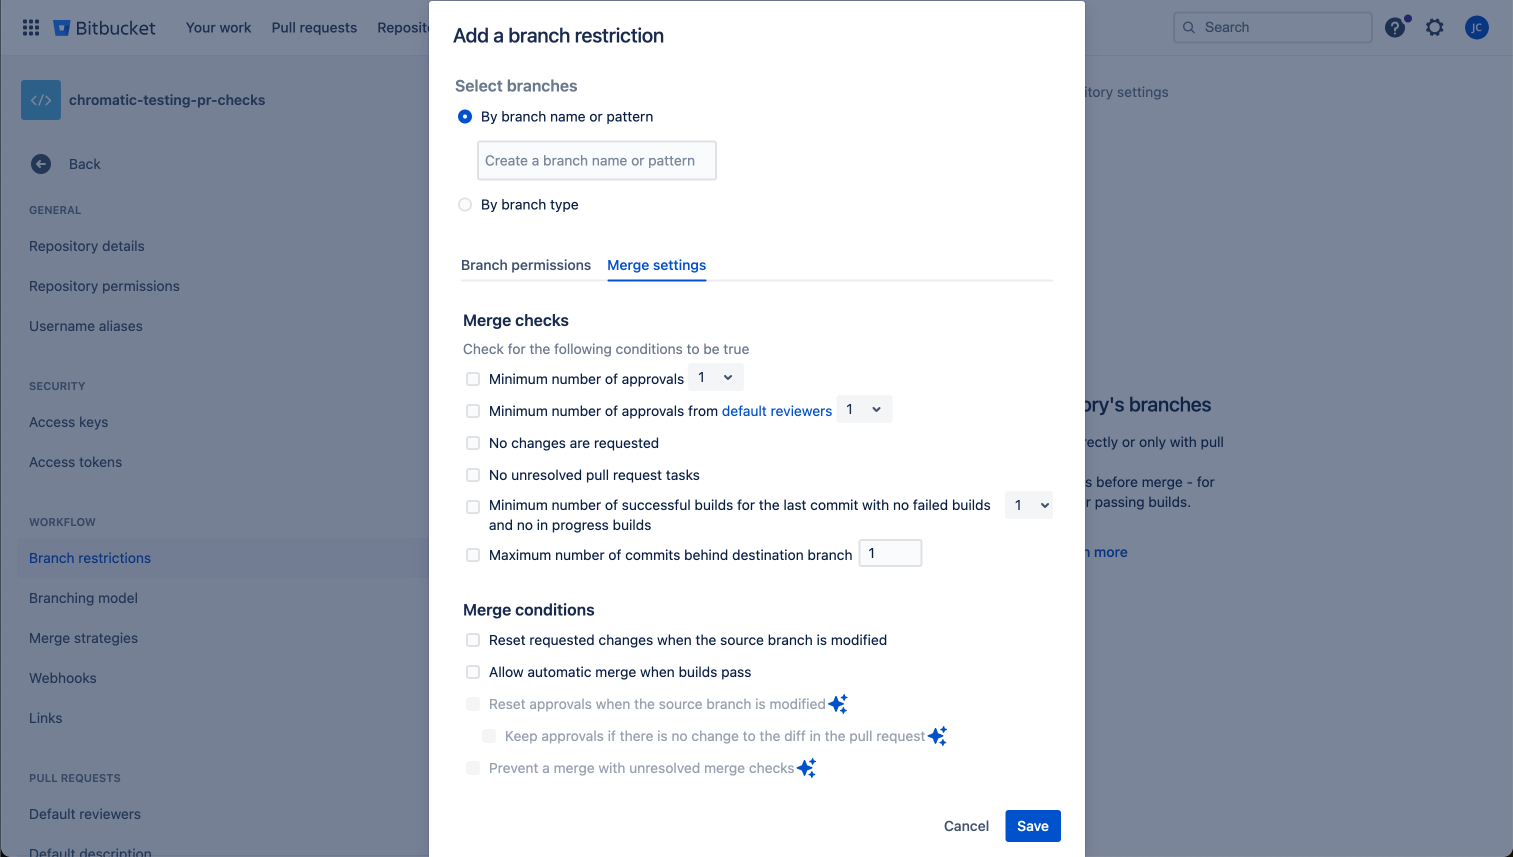 Bitbucket
Your work
Pull requests
Search
?
JC
</>
chromatic-testing-pr-checks
Back
GENERAL
Repository details
Repository permissions
Username aliases
SECURITY
Access keys
Access tokens
WORKFLOW
Branch restrictions
Branching model
Merge strategies
Webhooks
Links
PULL REQUESTS
Default reviewers
Default description
Add a branch restriction
Select branches
By branch name or pattern
Create a branch name or pattern
By branch type
Branch permissions
Merge settings
Merge checks
Check for the following conditions to be true
Minimum number of approvals 1
Minimum number of approvals from default reviewers 1
No changes are requested
No unresolved pull request tasks
Minimum number of successful builds for the last commit with no failed builds 1
and no in progress builds
Maximum number of commits behind destination branch 1
Merge conditions
Reset requested changes when the source branch is modified
Allow automatic merge when builds pass
Reset approvals when the source branch is modified
Keep approvals if there is no change to the diff in the pull request
Prevent a merge with unresolved merge checks
Cancel
Save
settings
branches
or only with pull
before merge - for
passing builds.
more